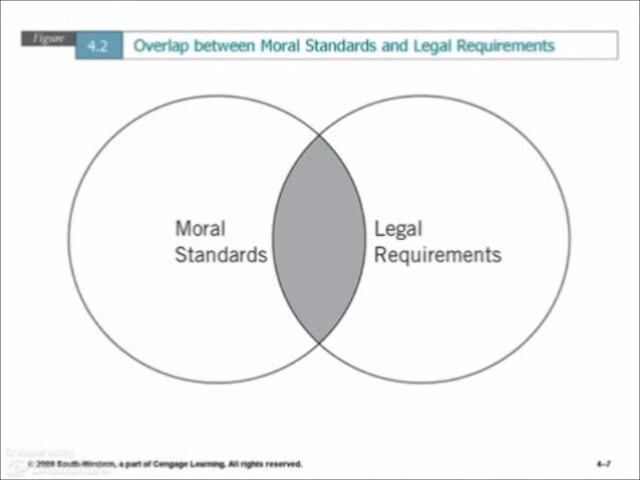 Figure
4.2 Overlap between Moral Standards and Legal Requirements
Moral
Standards
Legal
Requirements
© 2009 South-Western, a part of Cengage Learning. All rights reserved.
4–7